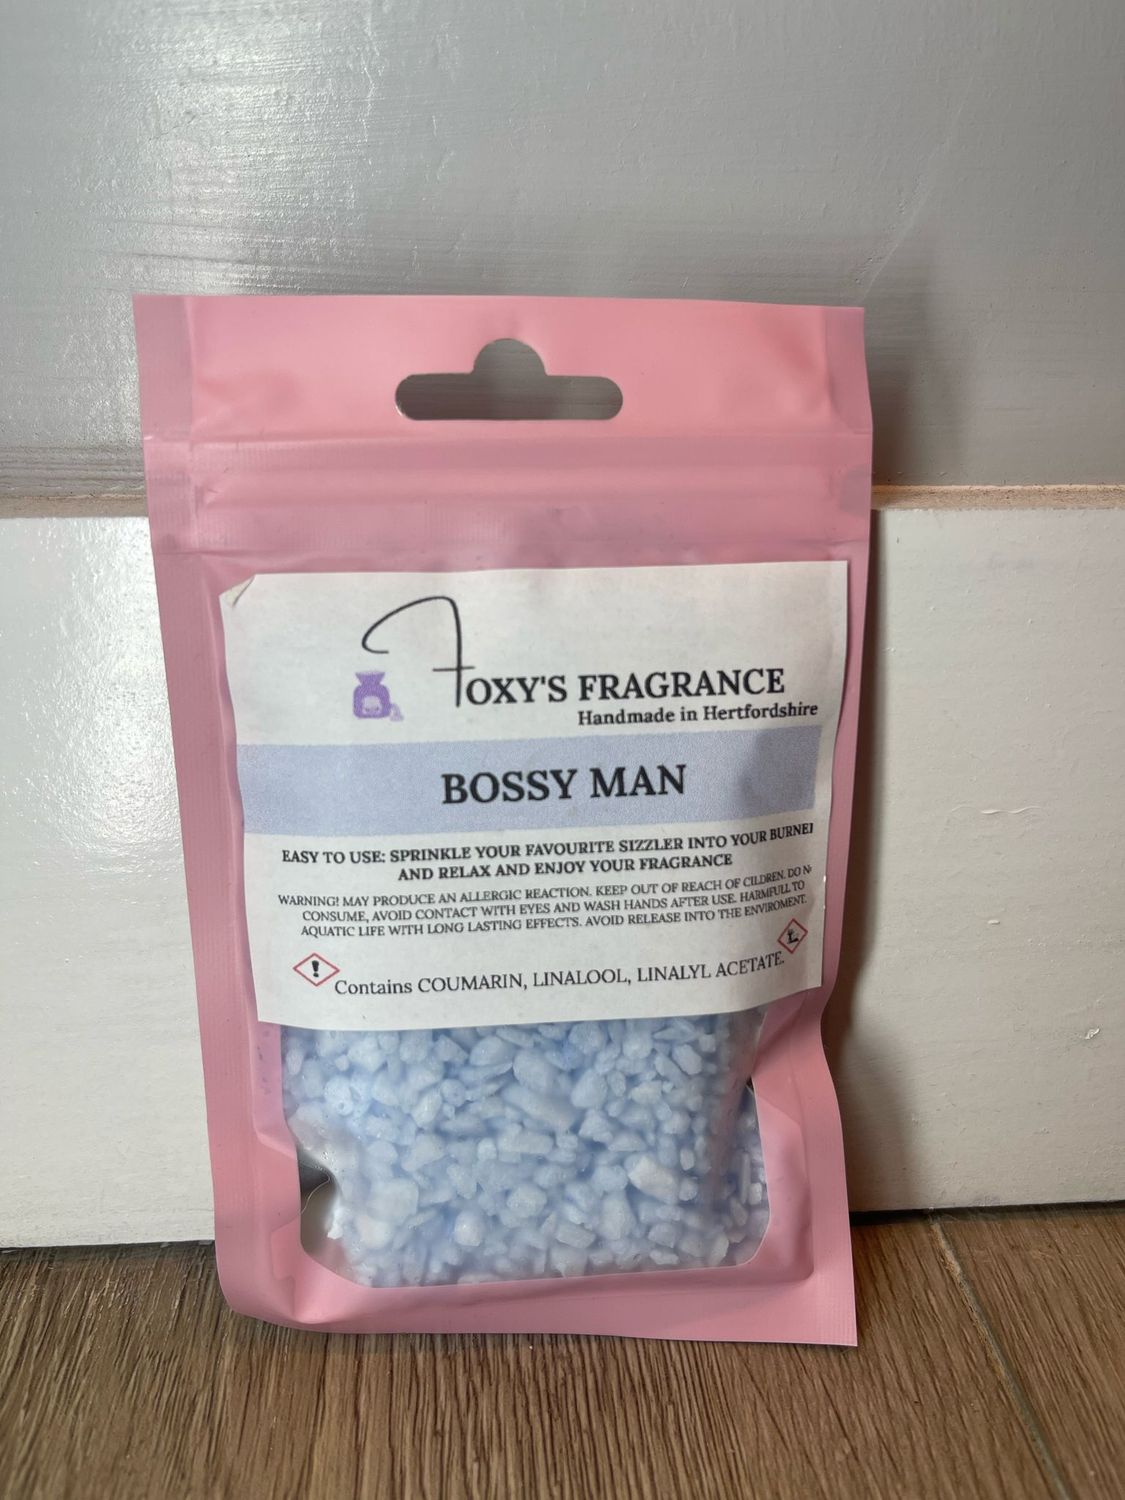 FOXY'S FRAGRANCE
Handmade in Hertfordshire
BOSSY MAN
EASY TO USE: SPRINKLE YOUR FAVOURITE SIZZLER INTO YOUR BURNER
AND RELAX AND ENJOY YOUR FRAGRANCE
WARNING! MAY PRODUCE AN ALLERGIC REACTION. KEEP OUT OF REACH OF CILDREN. DO N
CONSUME, AVOID CONTACT WITH EYES AND WASH HANDS AFTER USE. HARMFULL TO
AQUATIC LIFE WITH LONG LASTING EFFECTS. AVOID RELEASE INTO THE ENVIROMENT.
Contains COUMARIN, LINALOOL, LINALYL ACETATE.